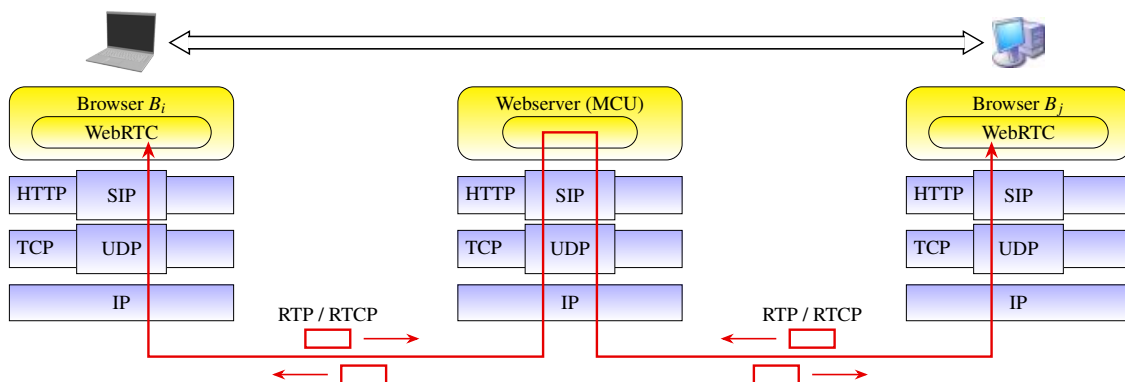 Browser B_i
Webserver (MCU)
Browser B_j
WebRTC
WebRTC
HTTP
SIP
HTTP
SIP
HTTP
SIP
TCP
UDP
TCP
UDP
TCP
UDP
IP
IP
IP
RTP / RTCP
RTP / RTCP